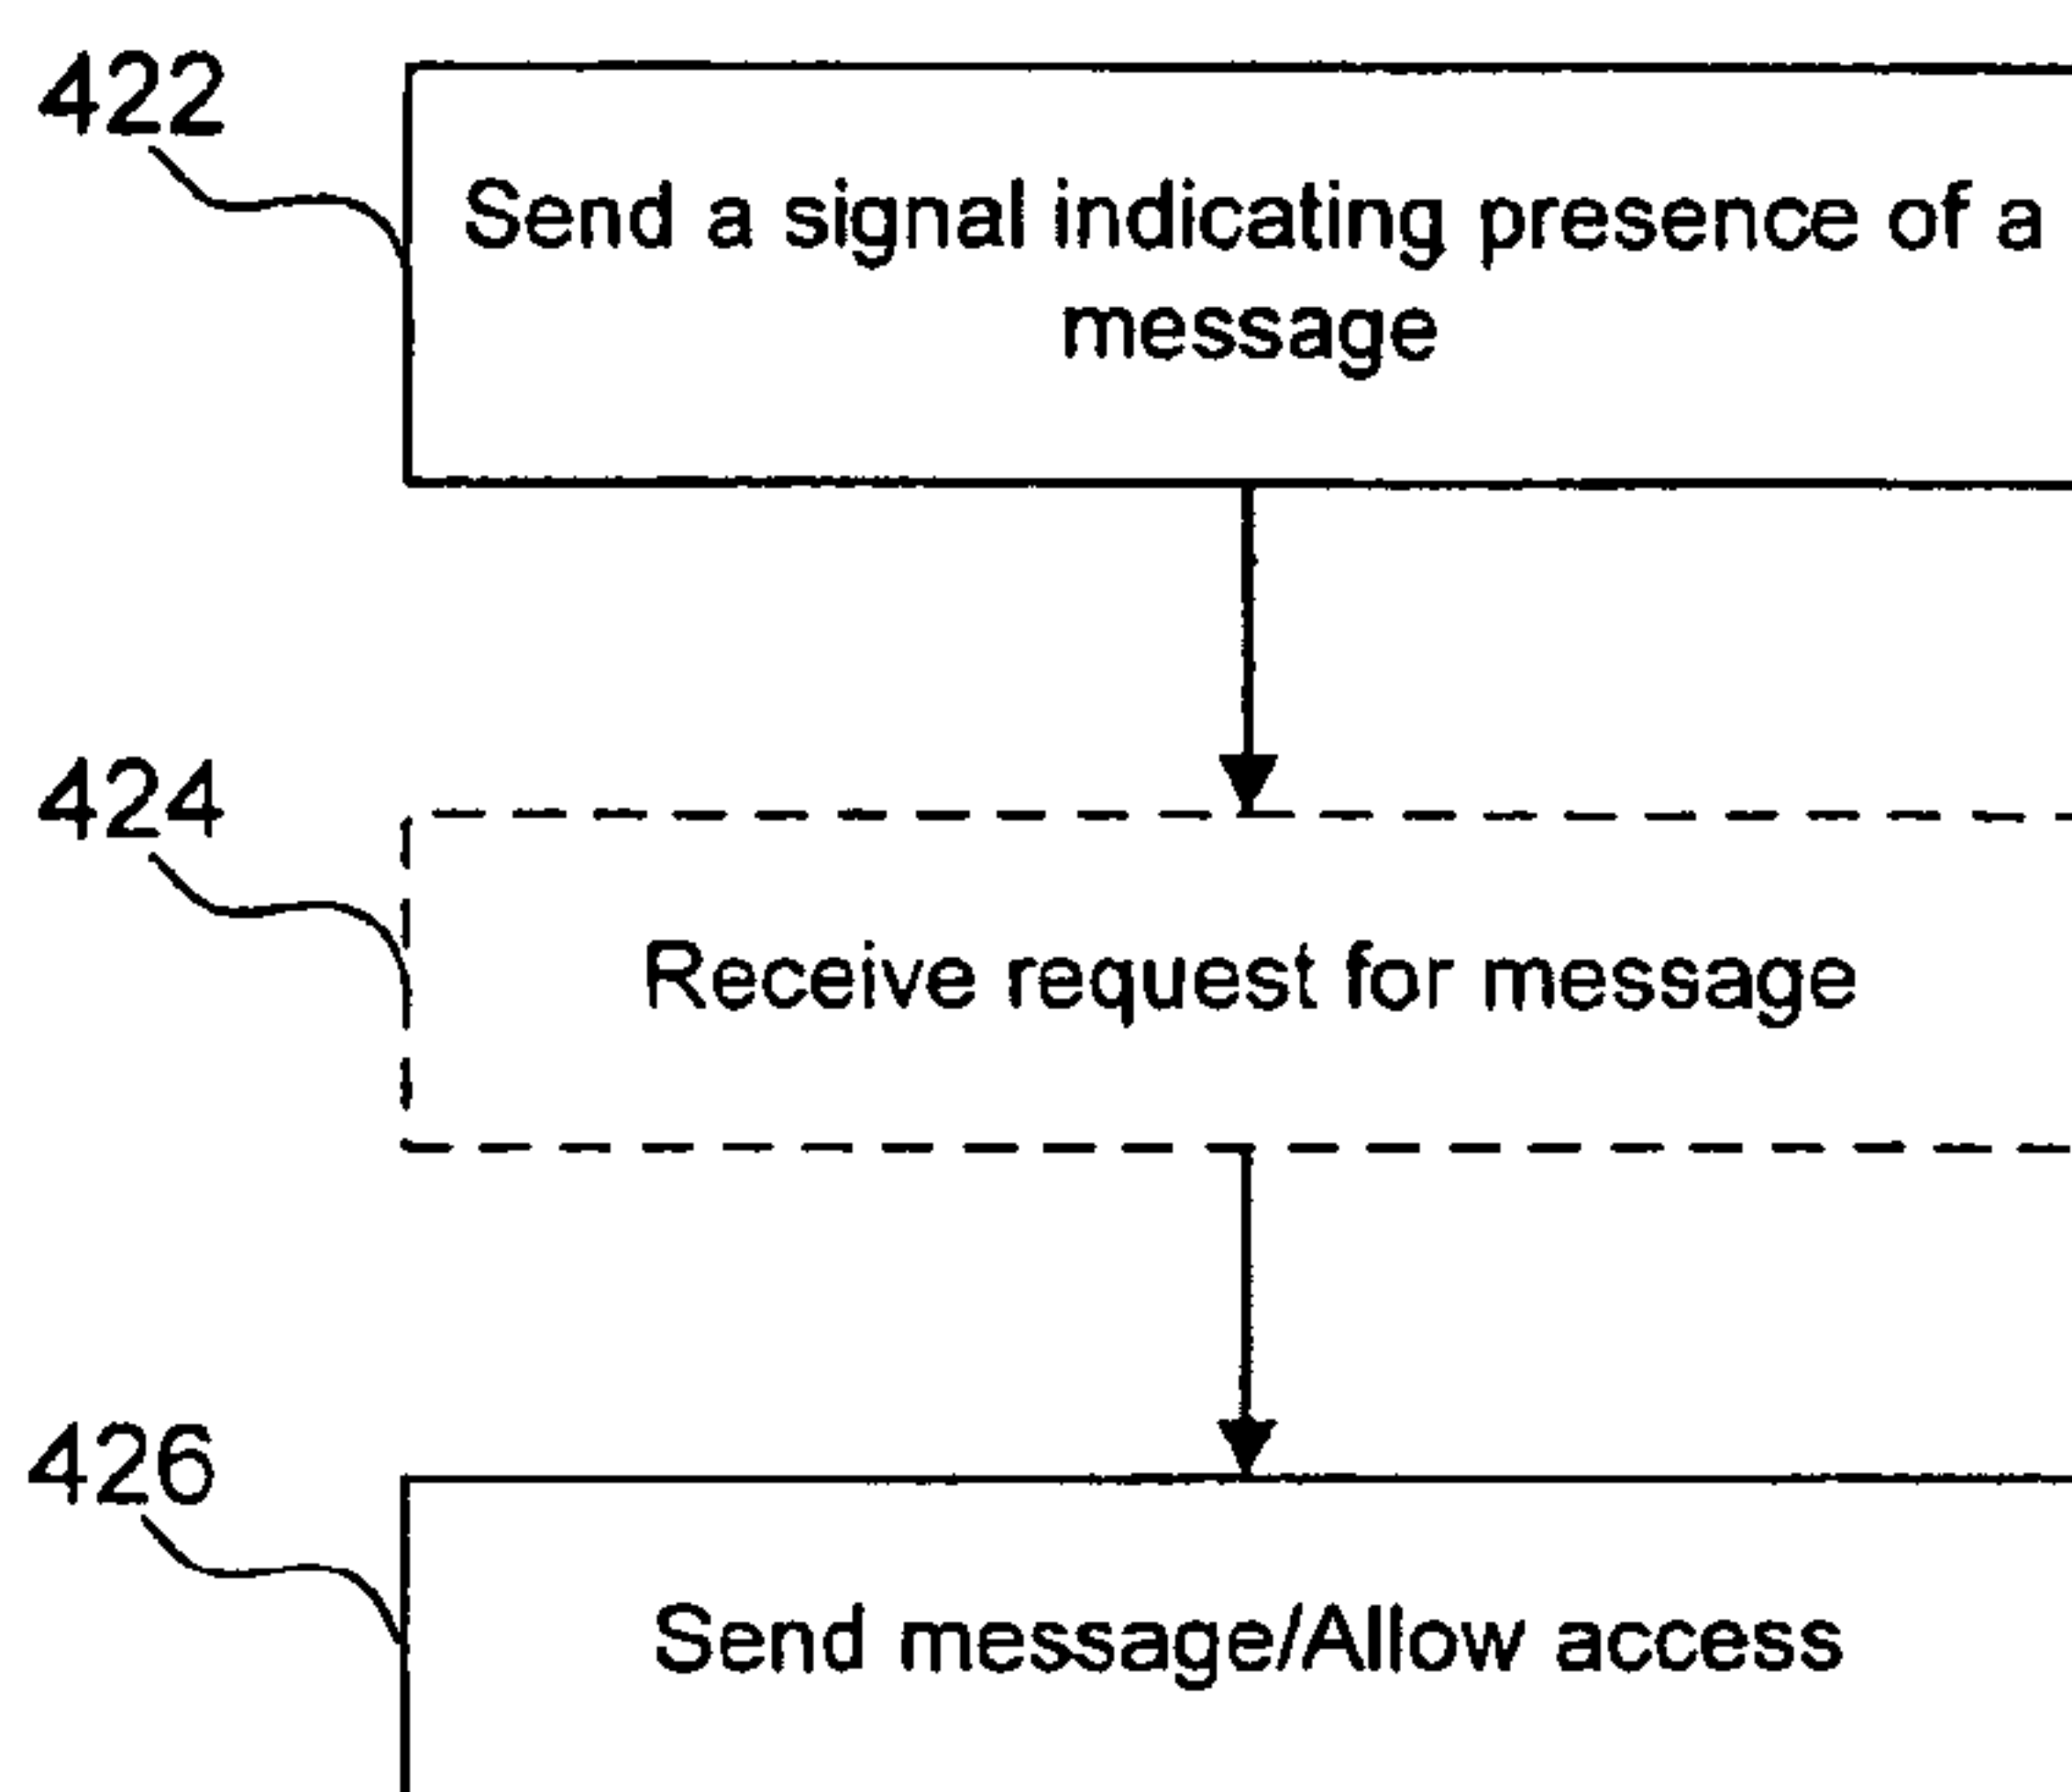 422
Send a signal indicating presence of a
message
424
Receive request for message
426
Send message/Allow access